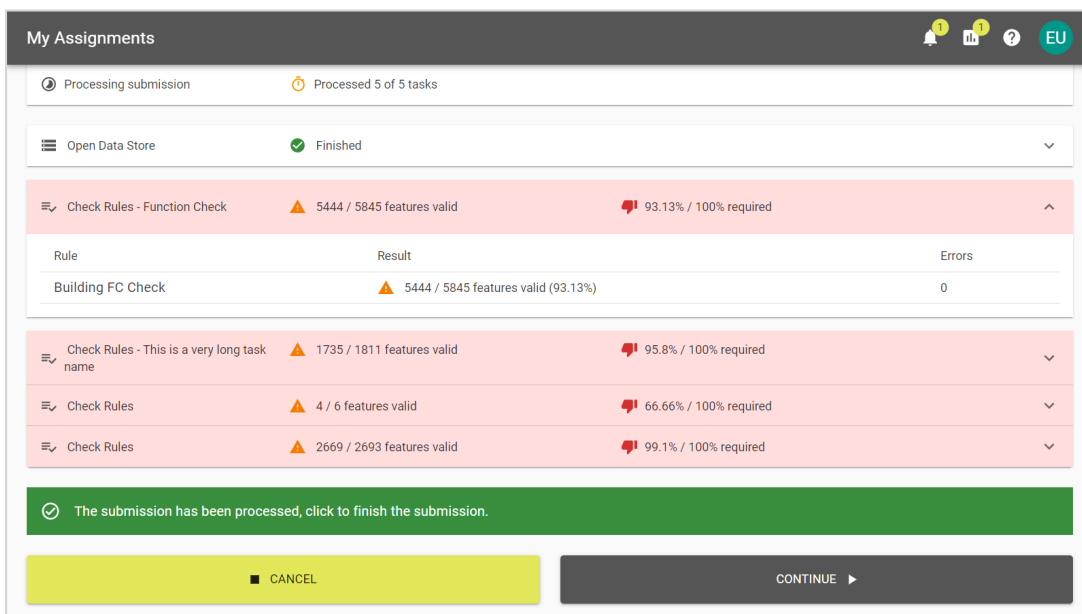 My Assignments
1
1
EU
Processing submission
Processed 5 of 5 tasks
Open Data Store
Finished
Check Rules - Function Check
5444 / 5845 features valid
93.13% / 100% required
Rule
Result
Errors
Building FC Check
5444 / 5845 features valid (93.13%)
0
Check Rules - This is a very long task
name
1735 / 1811 features valid
95.8% / 100% required
Check Rules
4 / 6 features valid
66.66% / 100% required
Check Rules
2669 / 2693 features valid
99.1% / 100% required
The submission has been processed, click to finish the submission.
CANCEL
CONTINUE